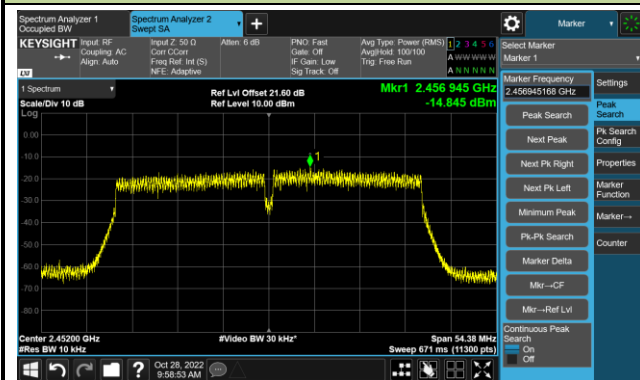 Spectrum Analyzer 1
Occupied BW
Spectrum Analyzer 2
Swept SA
+
Marker
KEYSIGHT
Input: RF
Coupling: AC
Align: Auto
Input Z: 50 Ω
Corr CCorr
Freq Ref: Int (S)
NFE: Adaptive
Atten: 6 dB
PNO: Fast
Gate: Off
IF Gain: Low
Sig Track: Off
Avg Type: Power (RMS)
Avg|Hold: 100/100
Trig: Free Run
1 2 3 4 5 6
A W W W W W
A N N N N N
LXI
Select Marker
Marker 1
1 Spectrum
Scale/Div 10 dB
Log
Ref Lvl Offset 21.60 dB
Ref Level 10.00 dBm
Mkr1 2.456 945 GHz
-14.845 dBm
0.00
-10.0
-20.0
-30.0
-40.0
-50.0
-60.0
-70.0
-80.0
1
Center 2.45200 GHz
#Res BW 10 kHz
#Video BW 30 kHz*
Span 54.38 MHz
Sweep 671 ms (11300 pts)
Marker Frequency
2.456945168 GHz
Peak Search
Next Peak
Next Pk Right
Next Pk Left
Minimum Peak
Pk-Pk Search
Marker Delta
Mkr→CF
Mkr→Ref Lvl
Continuous Peak
Search
On
Off
Settings
Peak
Search
Pk Search
Config
Properties
Marker
Function
Marker→
Counter
?
Oct 28, 2022
9:58:53 AM